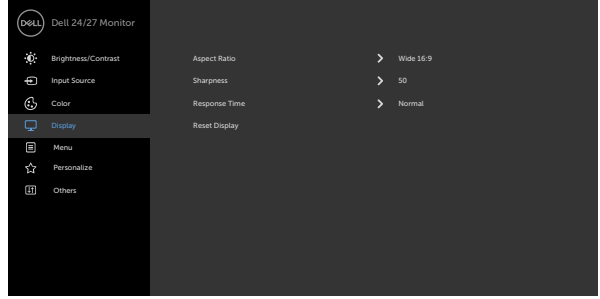 DELL Dell 24/27 Monitor
Brightness/Contrast Aspect Ratio Wide 16:9
Input Source Sharpness 50
Color Response Time Normal
Display Reset Display
Menu
Personalize
Others